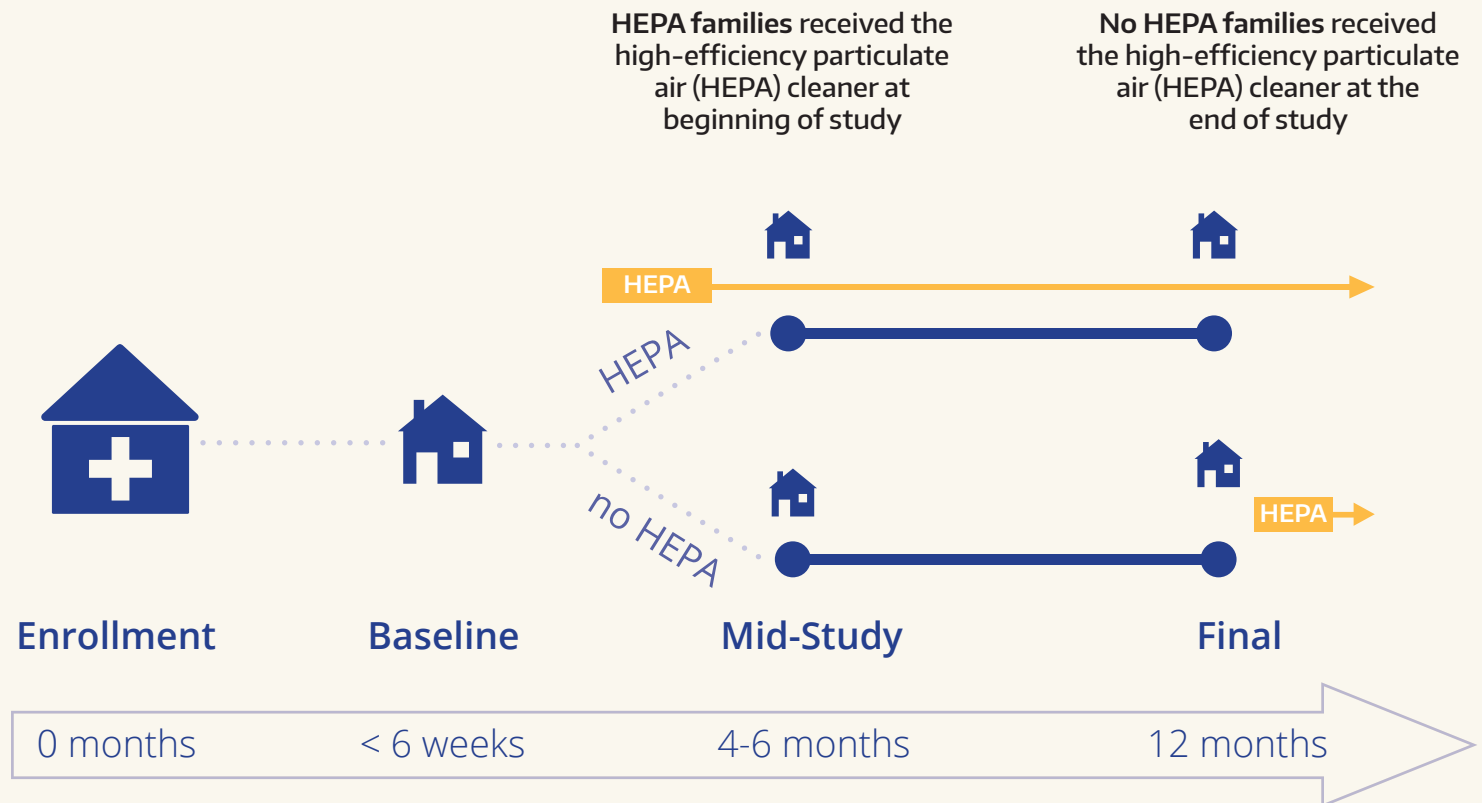 HEPA families received the
high-efficiency particulate
air (HEPA) cleaner at
beginning of study
No HEPA families received
the high-efficiency particulate
air (HEPA) cleaner at the
end of study
HEPA
HEPA
no HEPA
HEPA
Enrollment
Baseline
Mid-Study
Final
0 months
< 6 weeks
4-6 months
12 months